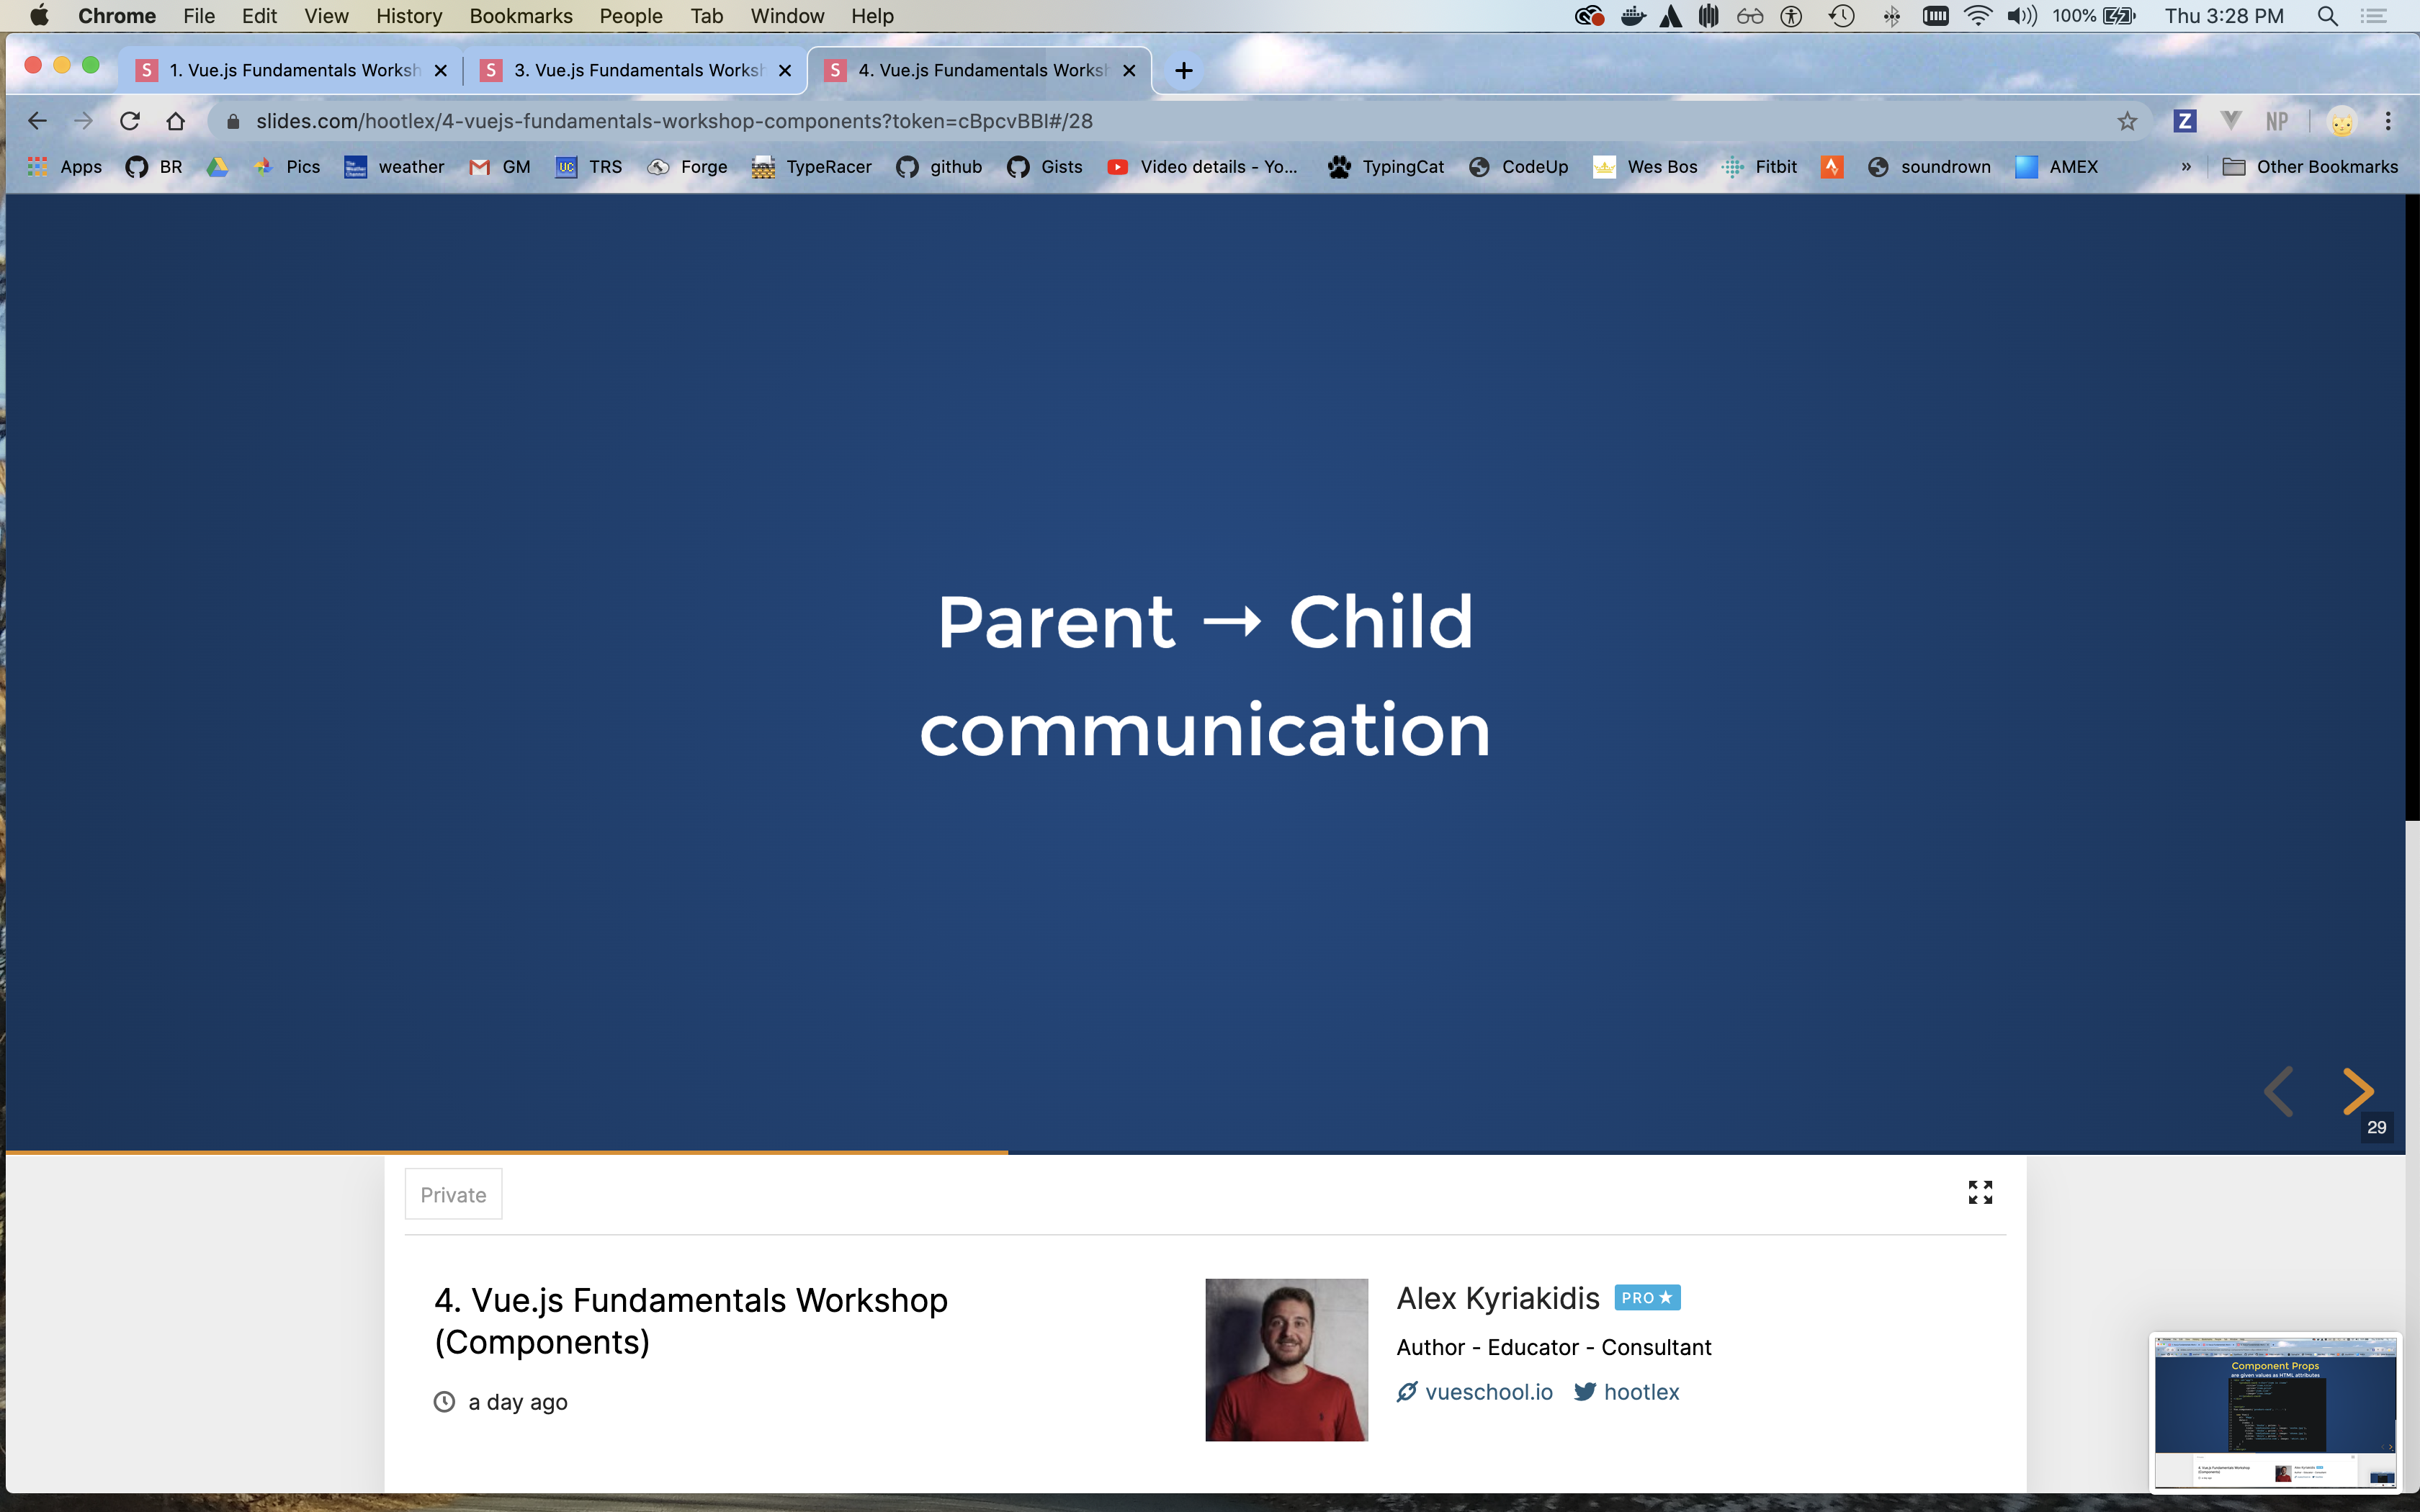 Chrome File Edit View History Bookmarks People Tab Window Help 100% Thu 3:28 PM
S 1. Vue.js Fundamentals Worksh S 3. Vue.js Fundamentals Worksh S 4. Vue.js Fundamentals Worksh
slides.com/hootlex/4-vuejs-fundamentals-workshop-components?token=cBpcvBBI#/28 Z NP
Apps BR Pics weather GM UC TRS Forge TypeRacer github Gists Video details - Yo... TypingCat CodeUp Wes Bos Fitbit soundrown AMEX » Other Bookmarks
Parent → Child
communication
29
Private
4. Vue.js Fundamentals Workshop
(Components)
a day ago
Alex Kyriakidis PRO ★
Author - Educator - Consultant
vueschool.io hootlex
Component Props
are given values as HTML attributes